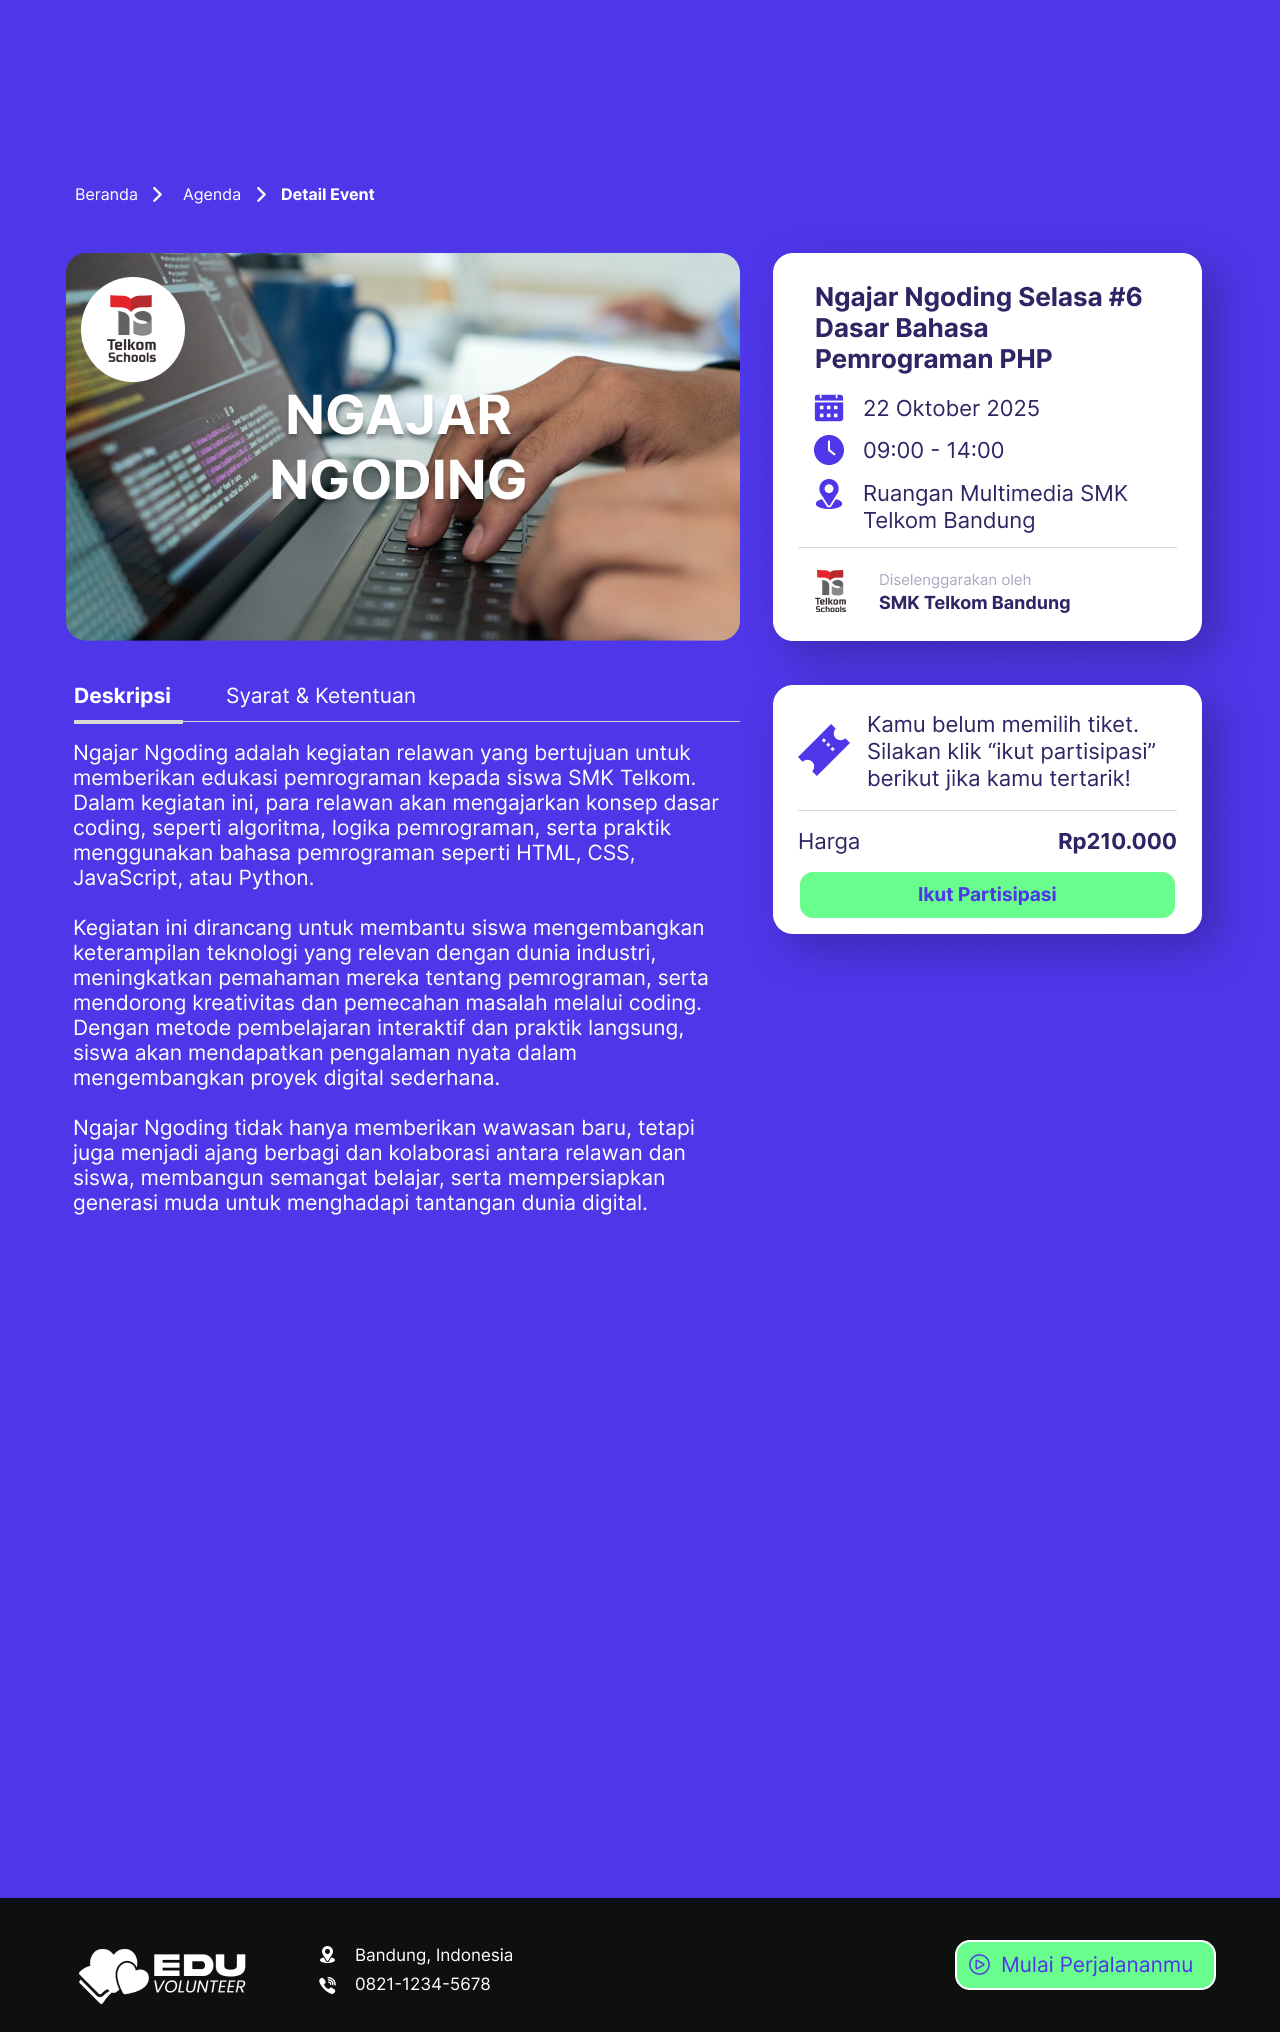 Beranda
Agenda
Detail Event
Telkom
Schools
NGAJAR
NGODING
Ngajar Ngoding Selasa #6
Dasar Bahasa
Pemrograman PHP
22 Oktober 2025
09:00 - 14:00
Ruangan Multimedia SMK
Telkom Bandung
Telkom
Schools
Diselenggarakan oleh
SMK Telkom Bandung
Deskripsi
Syarat & Ketentuan
Ngajar Ngoding adalah kegiatan relawan yang bertujuan untuk
memberikan edukasi pemrograman kepada siswa SMK Telkom.
Dalam kegiatan ini, para relawan akan mengajarkan konsep dasar
coding, seperti algoritma, logika pemrograman, serta praktik
menggunakan bahasa pemrograman seperti HTML, CSS,
JavaScript, atau Python.
Kegiatan ini dirancang untuk membantu siswa mengembangkan
keterampilan teknologi yang relevan dengan dunia industri,
meningkatkan pemahaman mereka tentang pemrograman, serta
mendorong kreativitas dan pemecahan masalah melalui coding.
Dengan metode pembelajaran interaktif dan praktik langsung,
siswa akan mendapatkan pengalaman nyata dalam
mengembangkan proyek digital sederhana.
Ngajar Ngoding tidak hanya memberikan wawasan baru, tetapi
juga menjadi ajang berbagi dan kolaborasi antara relawan dan
siswa, membangun semangat belajar, serta mempersiapkan
generasi muda untuk menghadapi tantangan dunia digital.
Kamu belum memilih tiket.
Silakan klik “ikut partisipasi”
berikut jika kamu tertarik!
Harga
Rp210.000
Ikut Partisipasi
EDU
VOLUNTEER
Bandung, Indonesia
0821-1234-5678
Mulai Perjalananmu